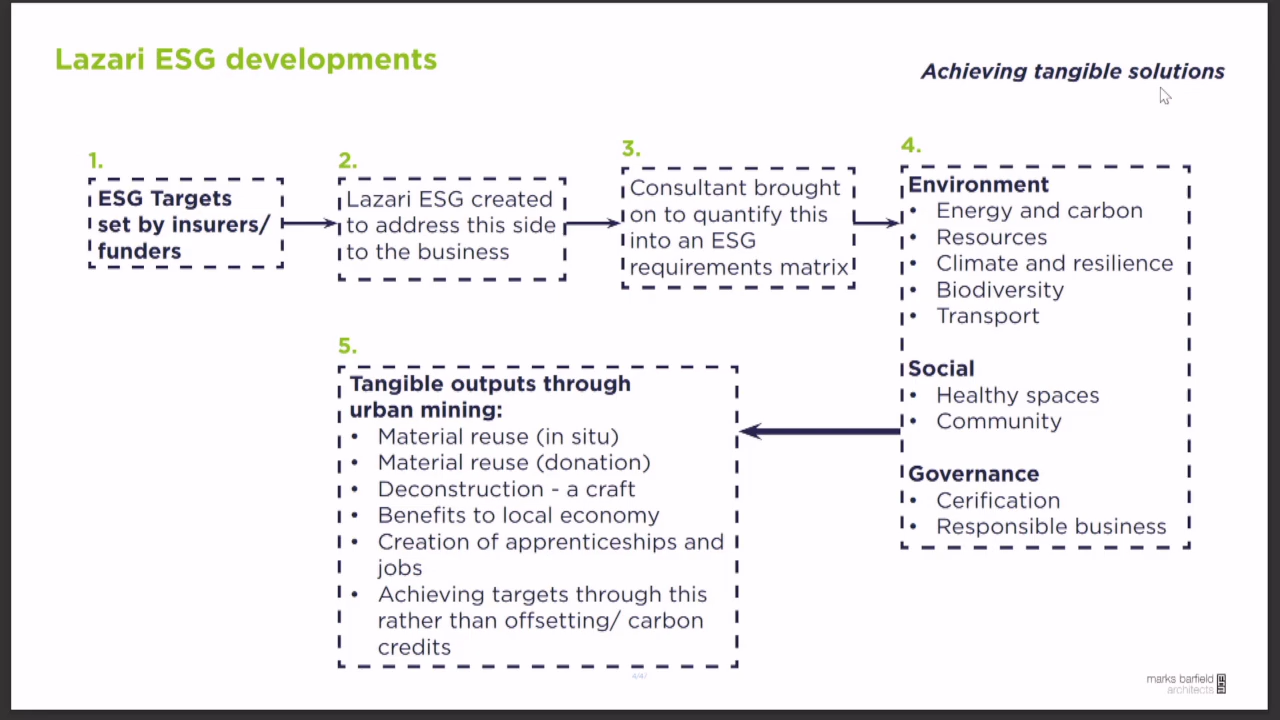 Lazari ESG developments
Achieving tangible solutions
1.
ESG Targets
set by insurers/
funders
2.
Lazari ESG created
to address this side
to the business
3.
Consultant brought
on to quantify this
into an ESG
requirements matrix
4.
Environment
• Energy and carbon
• Resources
• Climate and resilience
• Biodiversity
• Transport
Social
• Healthy spaces
• Community
Governance
• Cerification
• Responsible business
5.
Tangible outputs through
urban mining:
• Material reuse (in situ)
• Material reuse (donation)
• Deconstruction - a craft
• Benefits to local economy
• Creation of apprenticeships and
jobs
• Achieving targets through this
rather than offsetting/ carbon
credits
4/47
marks barfield
architects